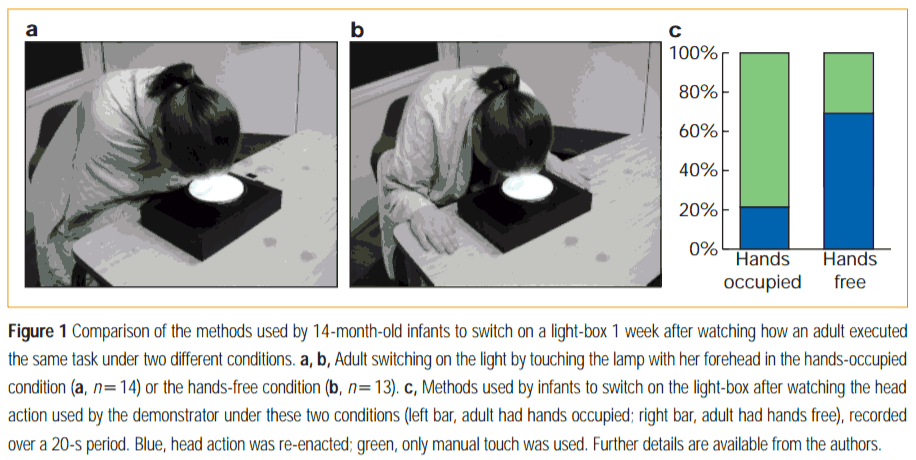 a
b
c
100%
80%
60%
40%
20%
0%
Hands occupied
Hands free
Figure 1 Comparison of the methods used by 14-month-old infants to switch on a light-box 1 week after watching how an adult executed
the same task under two different conditions. a, b, Adult switching on the light by touching the lamp with her forehead in the hands-occupied
condition (a, n= 14) or the hands-free condition (b, n= 13). c, Methods used by infants to switch on the light-box after watching the head
action used by the demonstrator under these two conditions (left bar, adult had hands occupied; right bar, adult had hands free), recorded
over a 20-s period. Blue, head action was re-enacted; green, only manual touch was used. Further details are available from the authors.